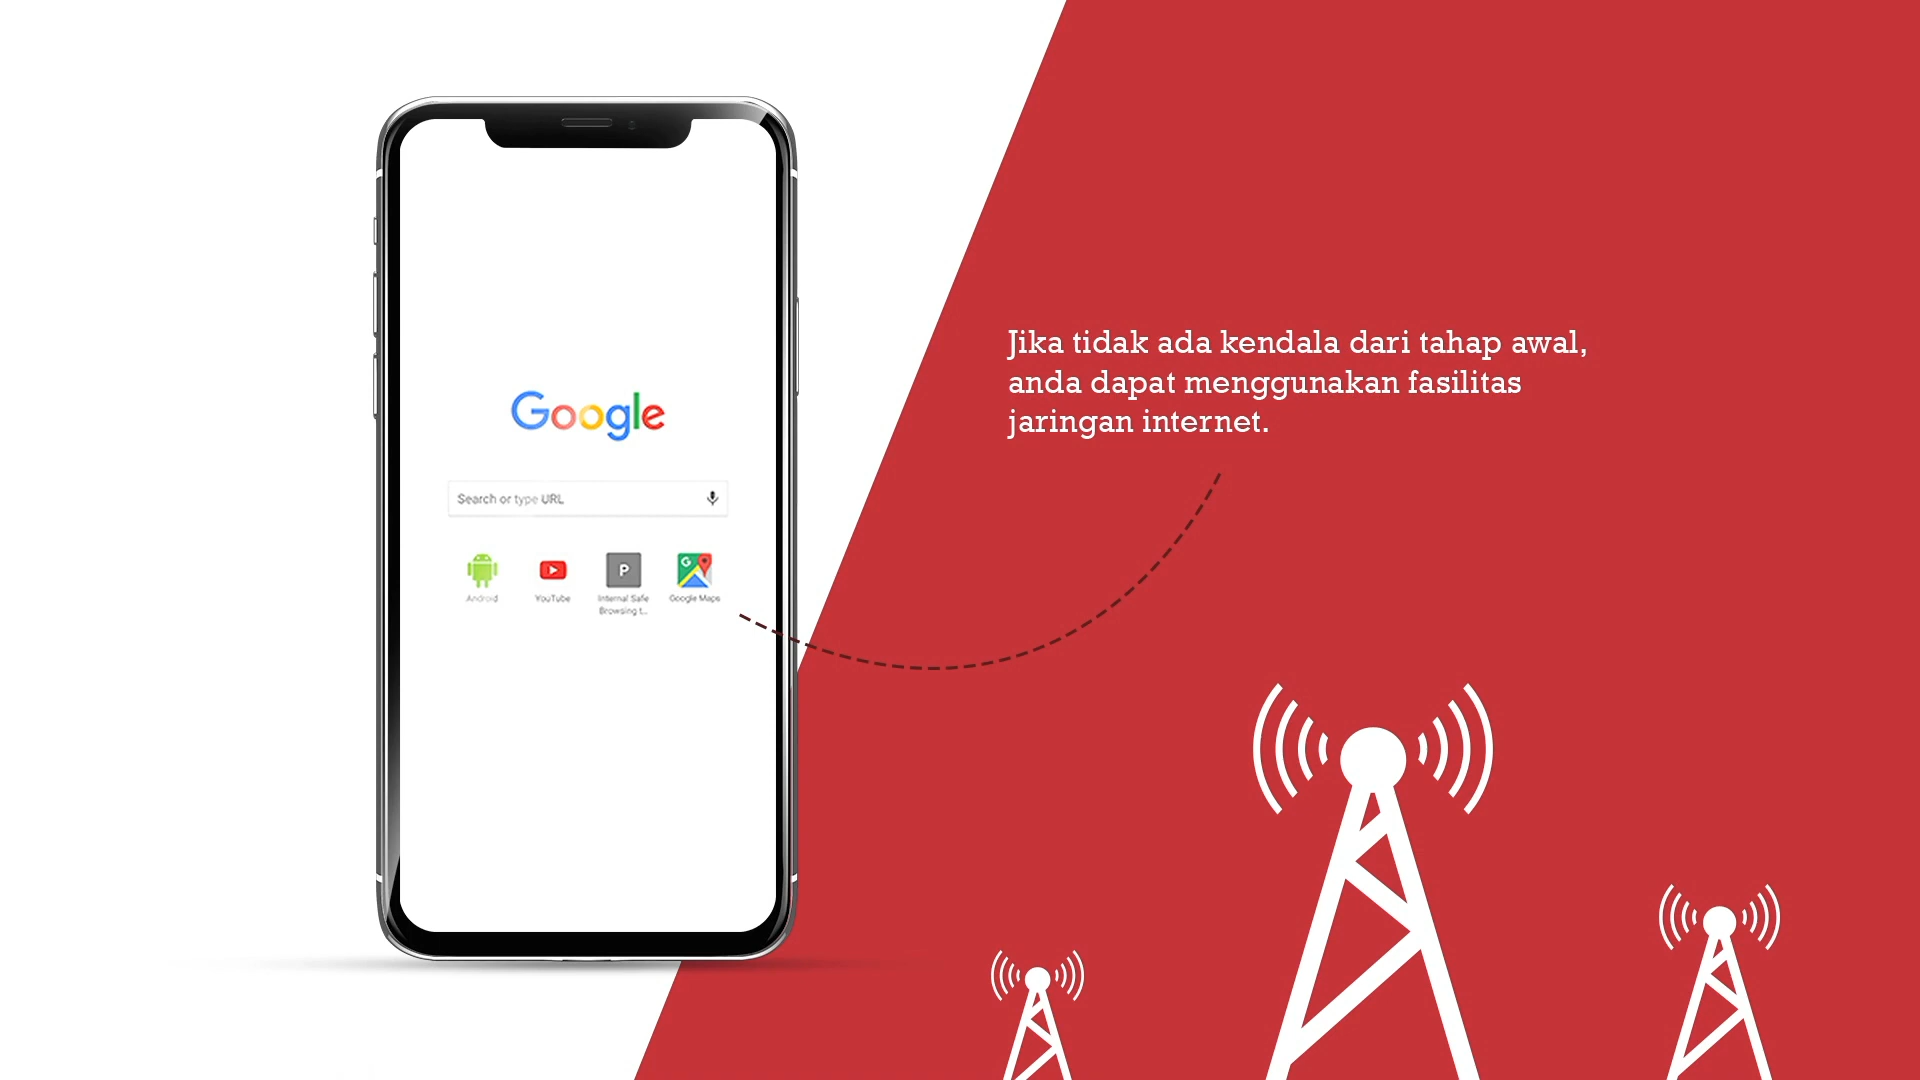 Jika tidak ada kendala dari tahap awal,
anda dapat menggunakan fasilitas
jaringan internet.
Google
Search or type URL
Android
YouTube
Internal Safe
Browsing t...
Google Maps
P
G